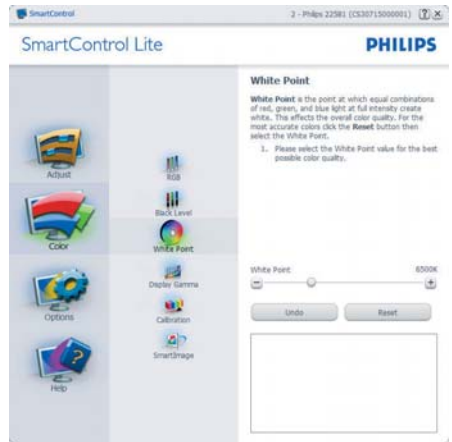 SmartControl
2 - Philips 225B1 (CS30715000001)
SmartControl Lite
PHILIPS
Adjust
Color
Options
Help
RGB
Black Level
White Point
Display Gamma
Calibration
SmartImage
White Point
White Point is the point at which equal combinations
of red, green, and blue light at full intensity create
white. This effects the overall color quality. For the
most accurate colors click the Reset button then
select the White Point.
1. Please select the White Point value for the best
possible color quality.
White Point
6500K
Undo
Reset